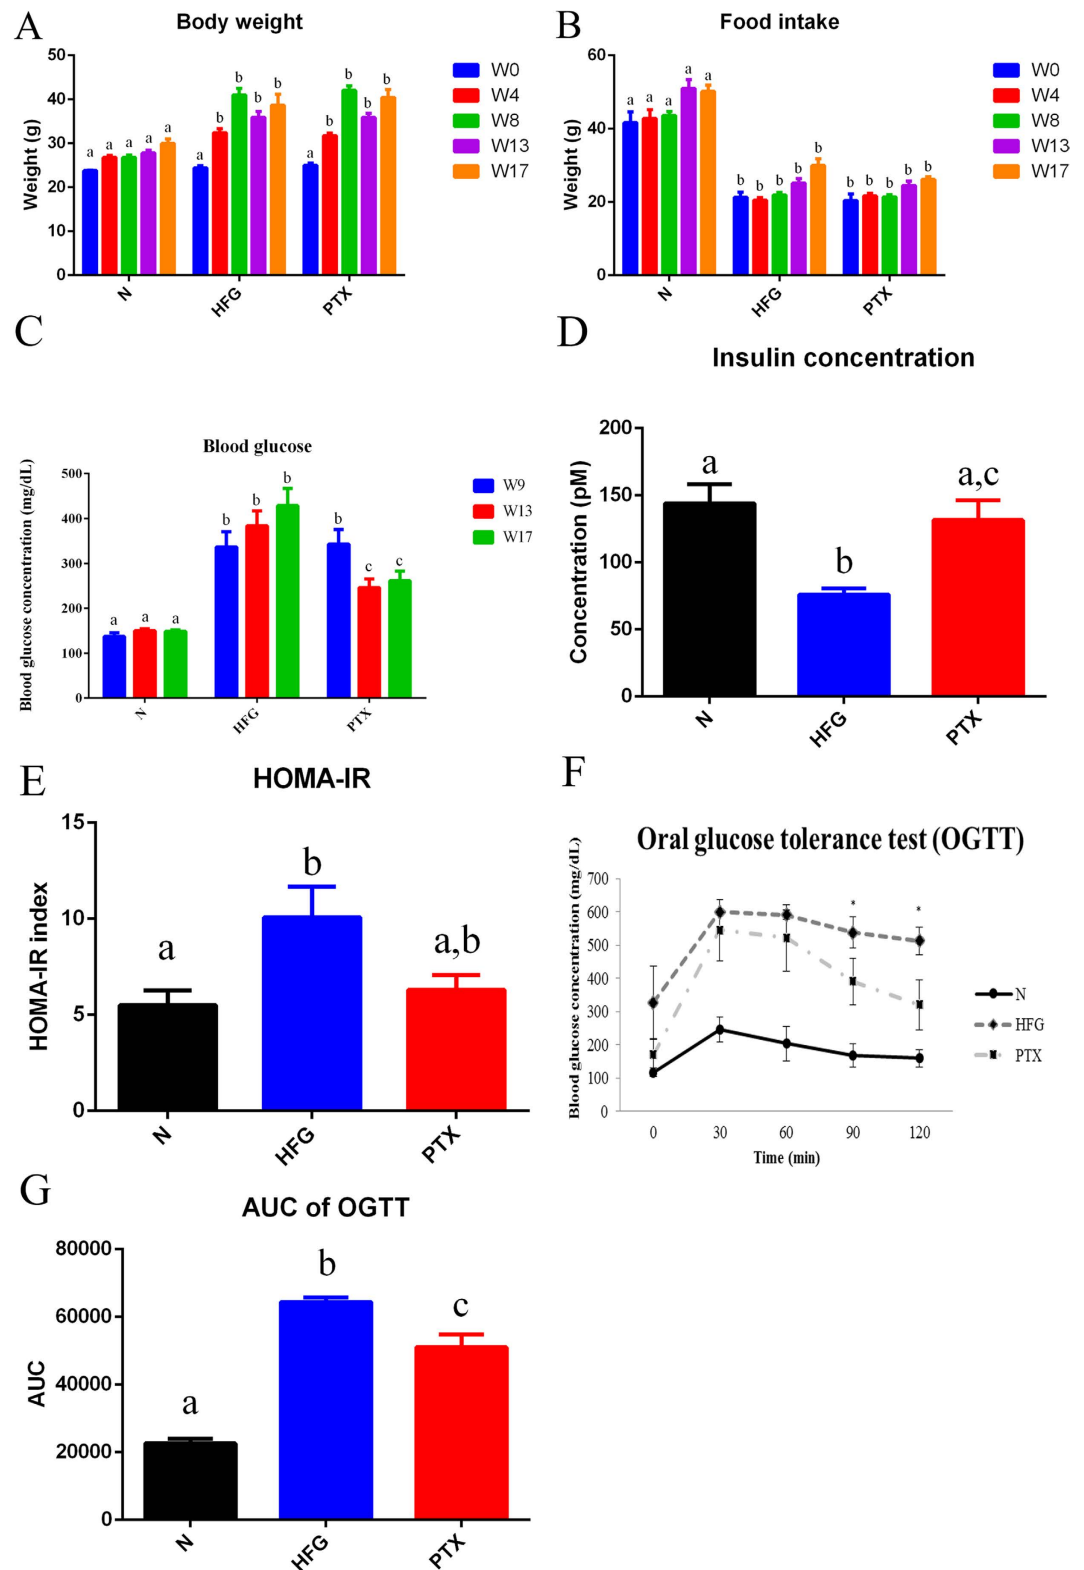 A
Body weight
Weight (g)
50
40
30
20
10
0
a
a
a
a
a
a
b
b
b
b
a
b
b
b
b
N
HFG
PTX
W0
W4
W8
W13
W17
B
Food intake
Weight (g)
60
40
20
0
a
a
a
a
a
b
b
b
b
b
b
b
b
b
b
N
HFG
PTX
W0
W4
W8
W13
W17
C
Blood glucose
Blood glucose concentration (mg/dL)
500
400
300
200
100
0
a
a
a
b
b
b
b
c
c
N
HFG
PTX
W9
W13
W17
D
Insulin concentration
Concentration (pM)
200
150
100
50
0
a
b
a,c
N
HFG
PTX
E
HOMA-IR
HOMA-IR index
15
10
5
0
a
b
a,b
N
HFG
PTX
F
Oral glucose tolerance test (OGTT)
Blood glucose concentration (mg/dL)
700
600
500
400
300
200
100
0
*
*
0
30
60
90
120
Time (min)
N
HFG
PTX
G
AUC of OGTT
AUC
80000
60000
40000
20000
0
a
b
c
N
HFG
PTX